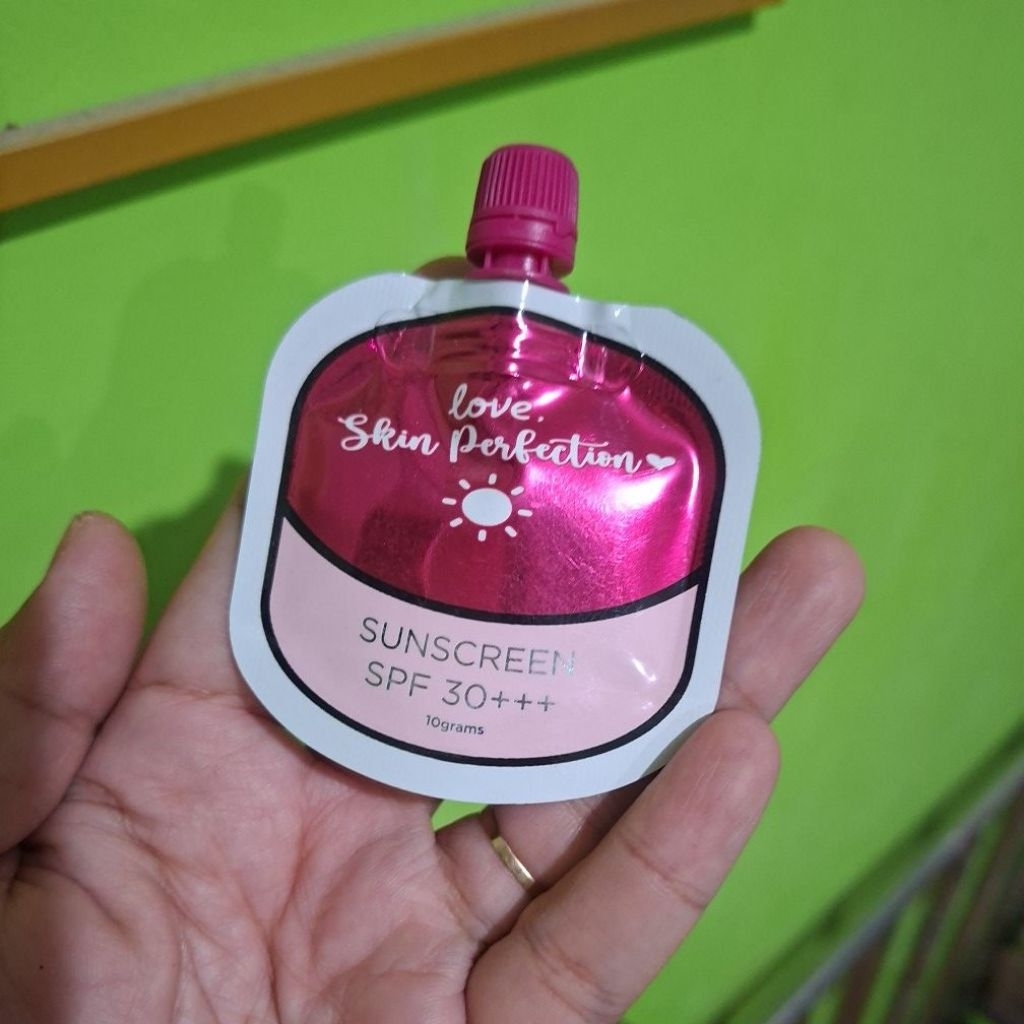 love,
Skin Perfection
SUNSCREEN
SPF 30+++
10grams